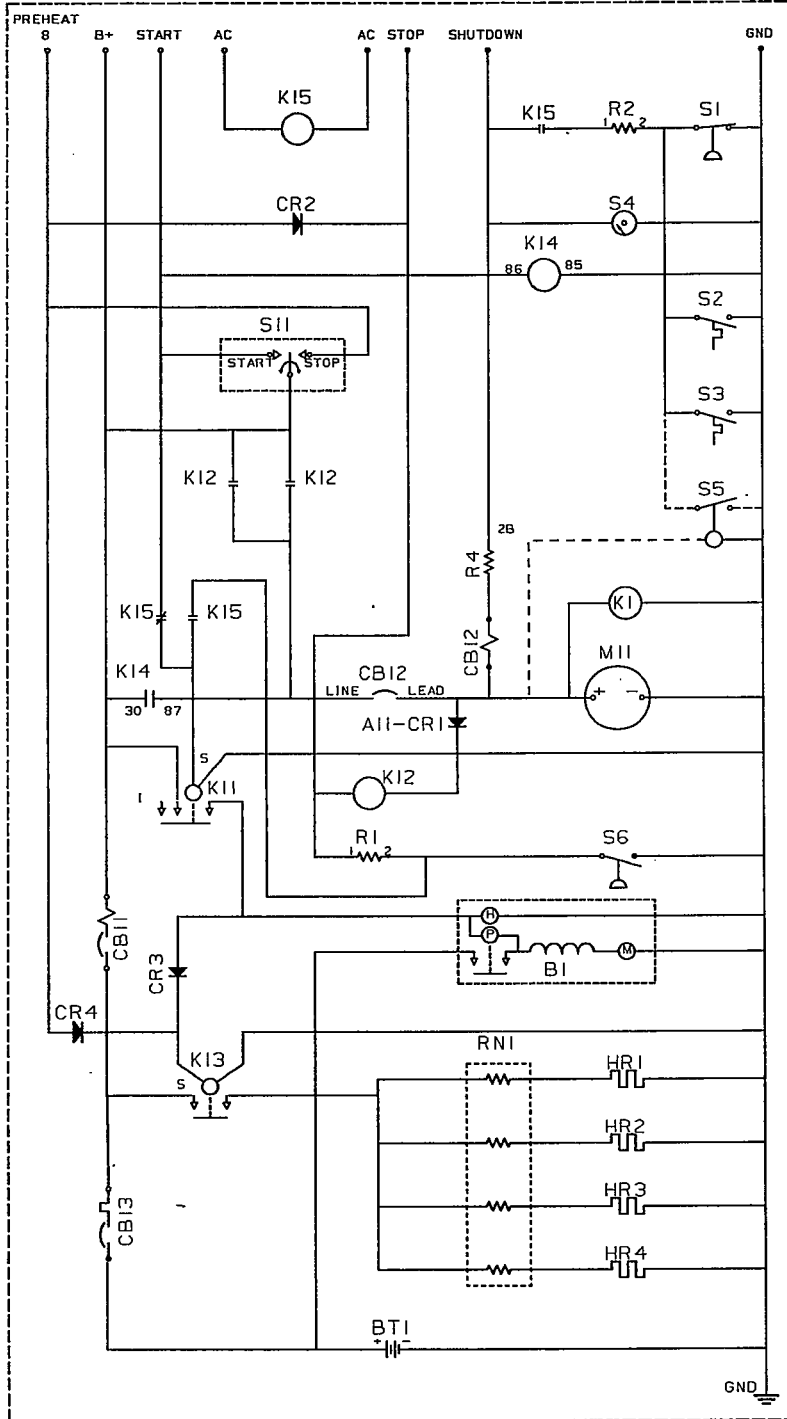 PREHEAT
8 B+ START AC AC STOP SHUTDOWN GND
K15
K15 R2 S1
1 2
CR2 S4
K14
86 85
S2
S11
START STOP
S3
K12 K12
S5
2B
R4
K15 K15
K1
CB12
K14 CB12 M11
30 87 LINE LEAD + -
A11-CR1
S
K11 K12
I
R1 S6
1 2
H
CB11 P
CR3 B1 M
CR4
K13 RN1
S HR1
HR2
CB13 HR3
HR4
BT1
+ -
GND